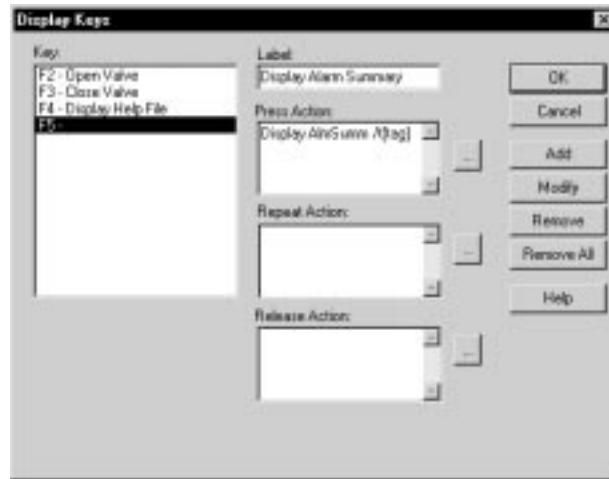 Display Keys
Key:
F2 - Open Valve
F3 - Close Valve
F4 - Display Help File
F5 -
Label:
Display Alarm Summary
Press Action:
Display AlmSumm /t[tag]
...
Repeat Action:
...
Release Action:
...
OK
Cancel
Add
Modify
Remove
Remove All
Help